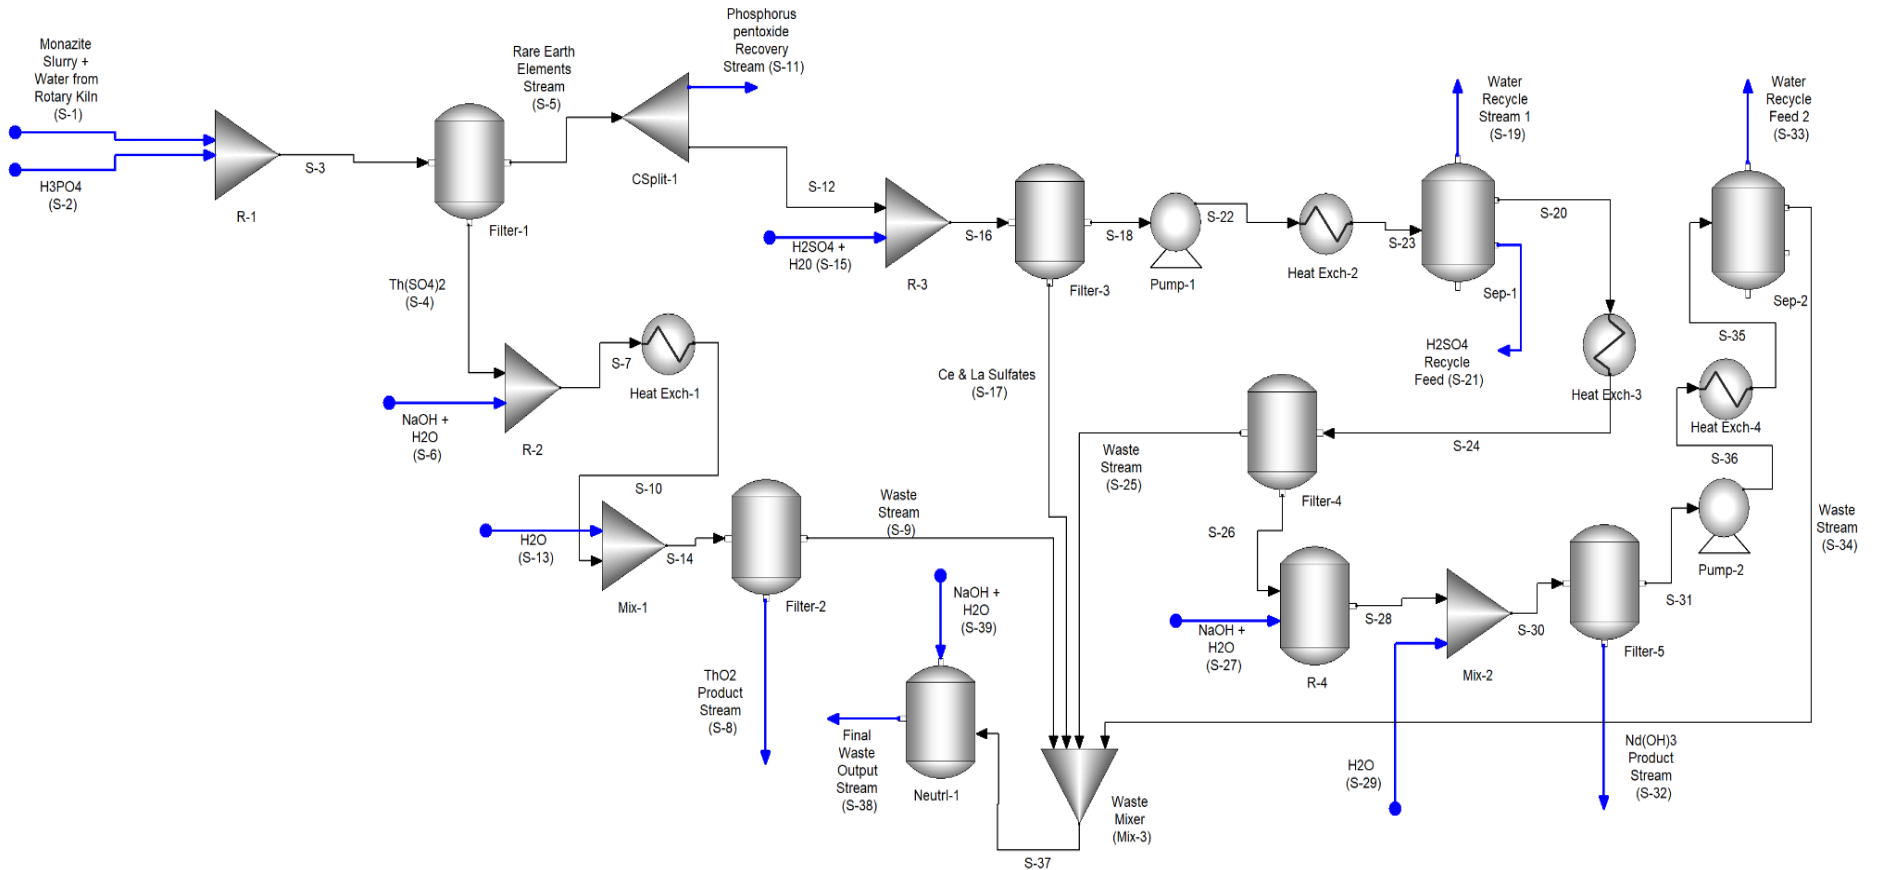 Monazite
Slurry +
Water from
Rotary Kiln
(S-1)
H3PO4
(S-2)
R-1
S-3
Filter-1
Rare Earth
Elements
Stream
(S-5)
Phosphorus
pentoxide
Recovery
Stream (S-11)
CSplit-1
S-12
H2SO4 +
H20 (S-15)
R-3
S-16
Filter-3
S-18
Pump-1
S-22
Heat Exch-2
S-23
Water
Recycle
Stream 1
(S-19)
Sep-1
S-20
H2SO4
Recycle
Feed (S-21)
Heat Exch-3
Water
Recycle
Feed 2
(S-33)
Sep-2
S-35
Heat Exch-4
S-36
Pump-2
Waste
Stream
(S-34)
Th(SO4)2
(S-4)
S-7
Heat Exch-1
NaOH +
H2O
(S-6)
R-2
S-10
H2O
(S-13)
Mix-1
S-14
Filter-2
Waste
Stream
(S-9)
ThO2
Product
Stream
(S-8)
Ce & La Sulfates
(S-17)
Waste
Stream
(S-25)
Filter-4
S-24
S-26
NaOH +
H2O
(S-27)
R-4
S-28
Mix-2
S-30
Filter-5
S-31
H2O
(S-29)
Nd(OH)3
Product
Stream
(S-32)
NaOH +
H2O
(S-39)
Final
Waste
Output
Stream
(S-38)
Neutrl-1
Waste
Mixer
(Mix-3)
S-37